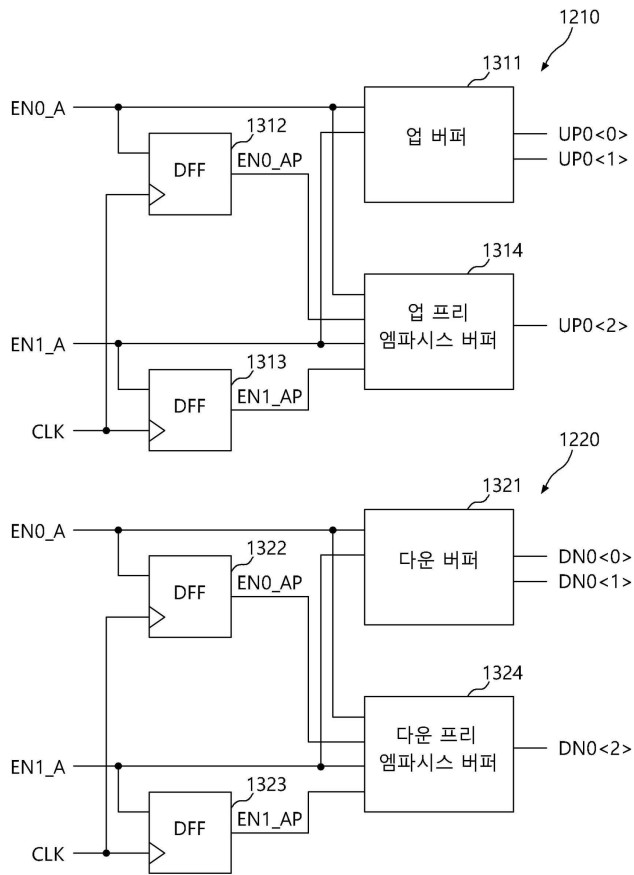 1210
1311
EN0_A
업 버퍼
UP0<0>
UP0<1>
1312
DFF
EN0_AP
1314
업 프리
엠파시스 버퍼
UP0<2>
EN1_A
1313
DFF
EN1_AP
CLK
1220
1321
EN0_A
다운 버퍼
DN0<0>
DN0<1>
1322
DFF
EN0_AP
1324
다운 프리
엠파시스 버퍼
DN0<2>
EN1_A
1323
DFF
EN1_AP
CLK